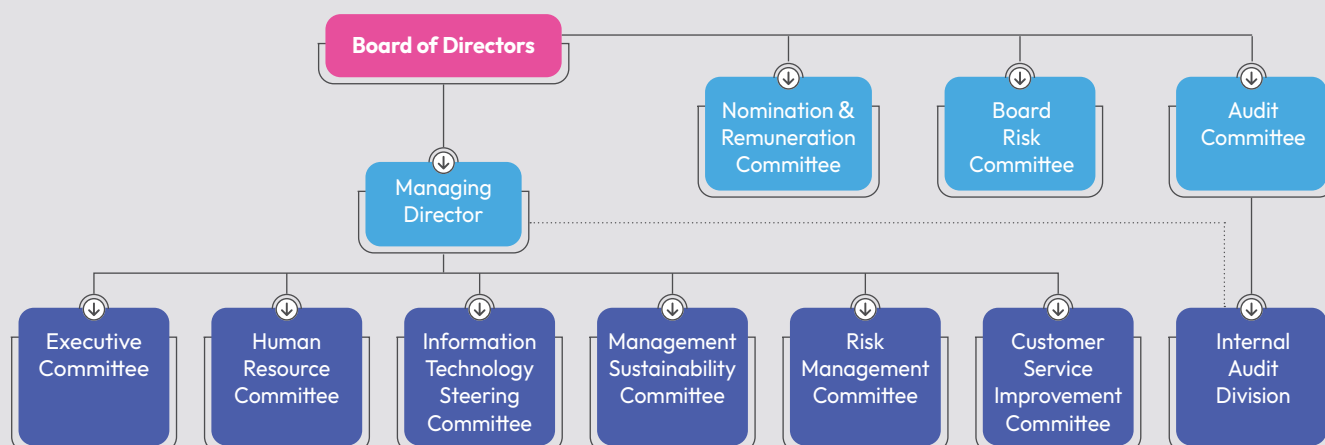 Board of Directors
Nomination &
Remuneration
Committee
Board
Risk
Committee
Audit
Committee
Managing
Director
Executive
Committee
Human
Resource
Committee
Information
Technology
Steering
Committee
Management
Sustainability
Committee
Risk
Management
Committee
Customer
Service
Improvement
Committee
Internal
Audit
Division